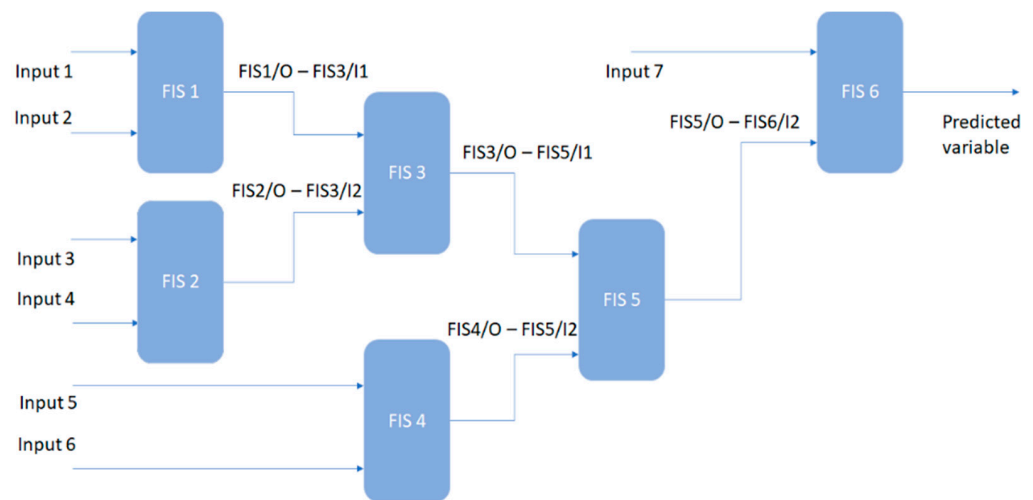 Input 1
Input 2
FIS 1
FIS1/O – FIS3/I1
Input 3
Input 4
FIS 2
FIS2/O – FIS3/I2
FIS 3
FIS3/O – FIS5/I1
Input 5
Input 6
FIS 4
FIS4/O – FIS5/I2
FIS 5
FIS5/O – FIS6/I2
Input 7
FIS 6
Predicted
variable